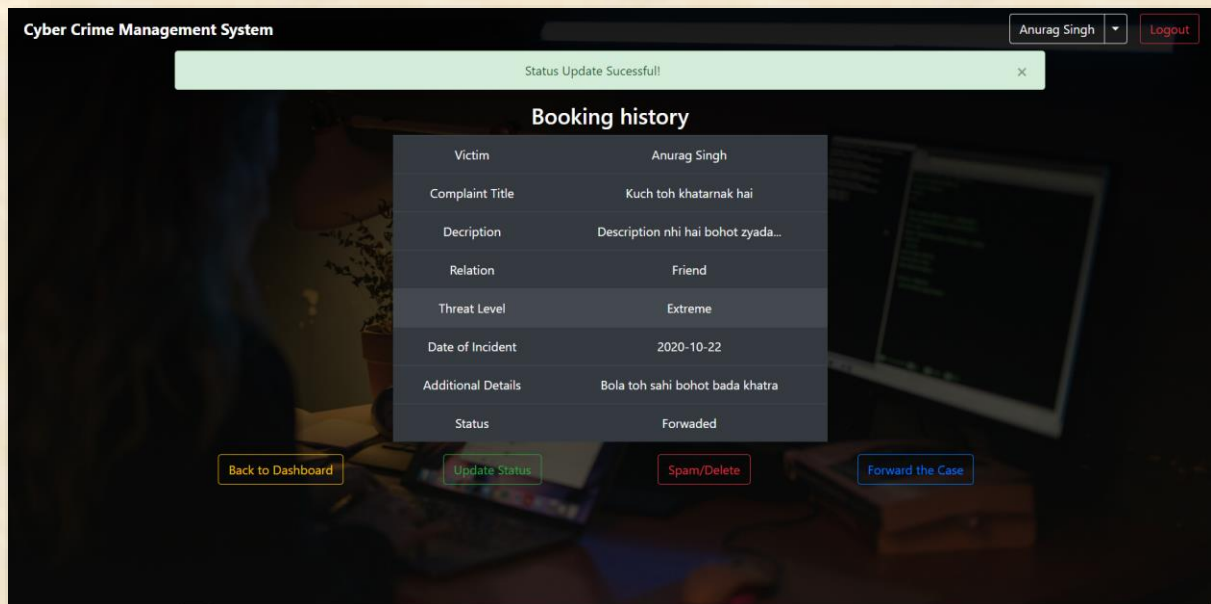 Cyber Crime Management System Anurag Singh Logout
Status Update Sucessful! ×
Booking history
Victim Anurag Singh
Complaint Title Kuch toh khatarnak hai
Decription Description nhi hai bohot zyada...
Relation Friend
Threat Level Extreme
Date of Incident 2020-10-22
Additional Details Bola toh sahi bohot bada khatra
Status Forwaded
Back to Dashboard Update Status Spam/Delete Forward the Case